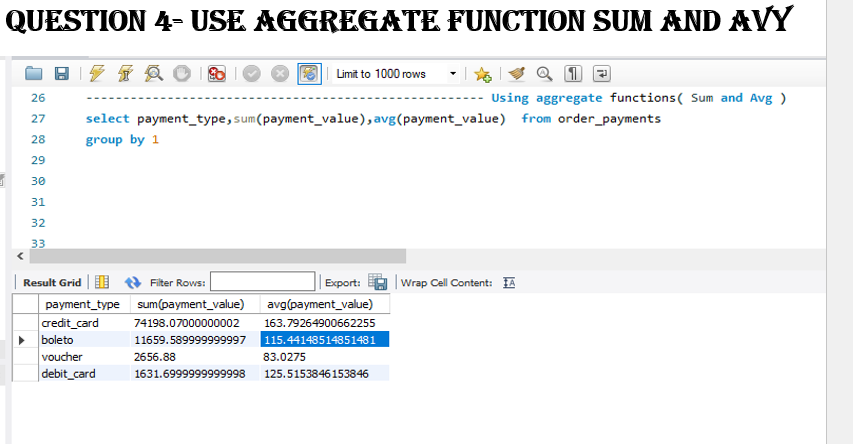 QUESTION 4- USE AGGREGATE FUNCTION SUM AND AVY
Limit to 1000 rows
26 ------------------------------------------------------ Using aggregate functions( Sum and Avg )
27 select payment_type,sum(payment_value),avg(payment_value) from order_payments
28 group by 1
29
30
31
32
33
Result Grid Filter Rows: Export: Wrap Cell Content:
payment_type sum(payment_value) avg(payment_value)
credit_card 74198.07000000002 163.79264900662255
boleto 11659.589999999997 115.44148514851481
voucher 2656.88 83.0275
debit_card 1631.6999999999998 125.5153846153846